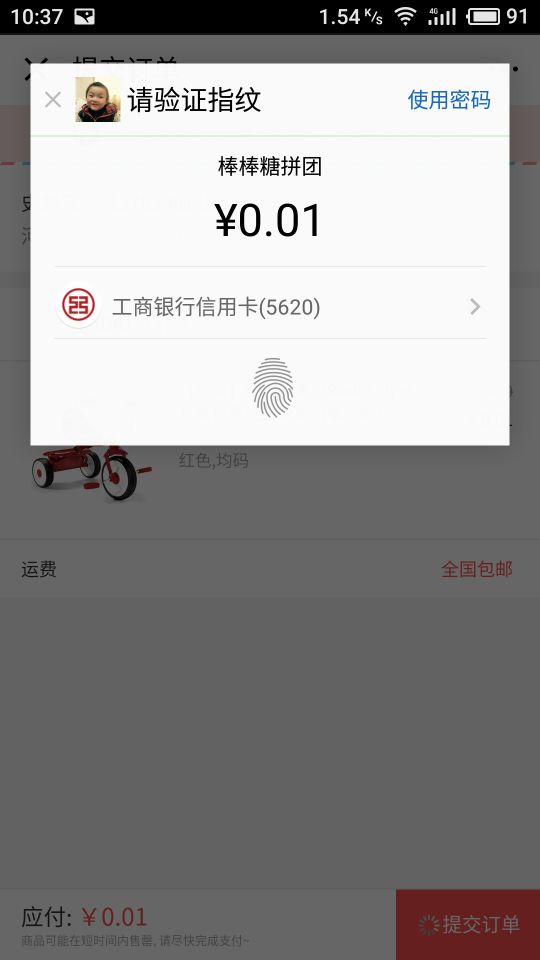 10:37
1.54 K/s
4G
91
提交订单
请验证指纹
使用密码
棒棒糖拼团
¥0.01
工商银行信用卡(5620)
红色,均码
运费
全国包邮
应付: ¥0.01
商品可能在短时间内售罄, 请尽快完成支付~
提交订单